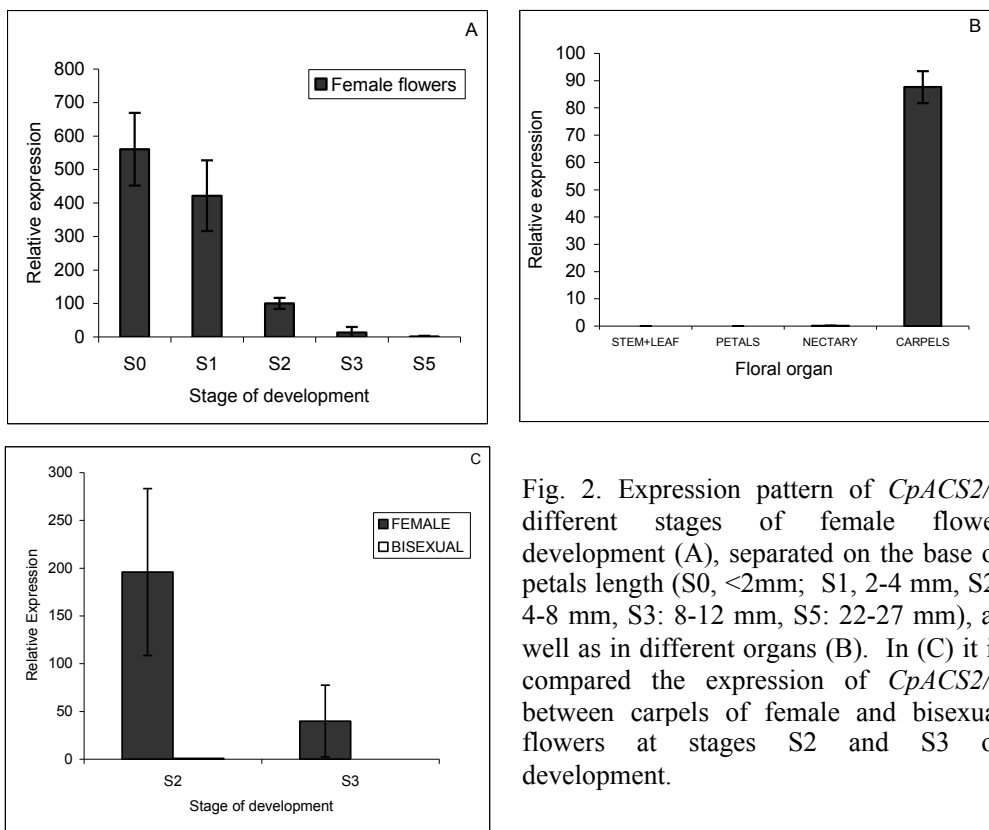 A
800
700
600
500
400
300
200
100
0
Relative expression
Female flowers
S0 S1 S2 S3 S5
Stage of development
B
100
90
80
70
60
50
40
30
20
10
0
Relative expression
STEM+LEAF PETALS NECTARY CARPELS
Floral organ
C
300
250
200
150
100
50
0
Relative Expression
FEMALE
BISEXUAL
S2 S3
Stage of development
Fig. 2. Expression pattern of CpACS2/
different stages of female flowe
development (A), separated on the base o
petals length (S0, <2mm; S1, 2-4 mm, S2
4-8 mm, S3: 8-12 mm, S5: 22-27 mm), a
well as in different organs (B). In (C) it i
compared the expression of CpACS2/
between carpels of female and bisexua
flowers at stages S2 and S3 o
development.